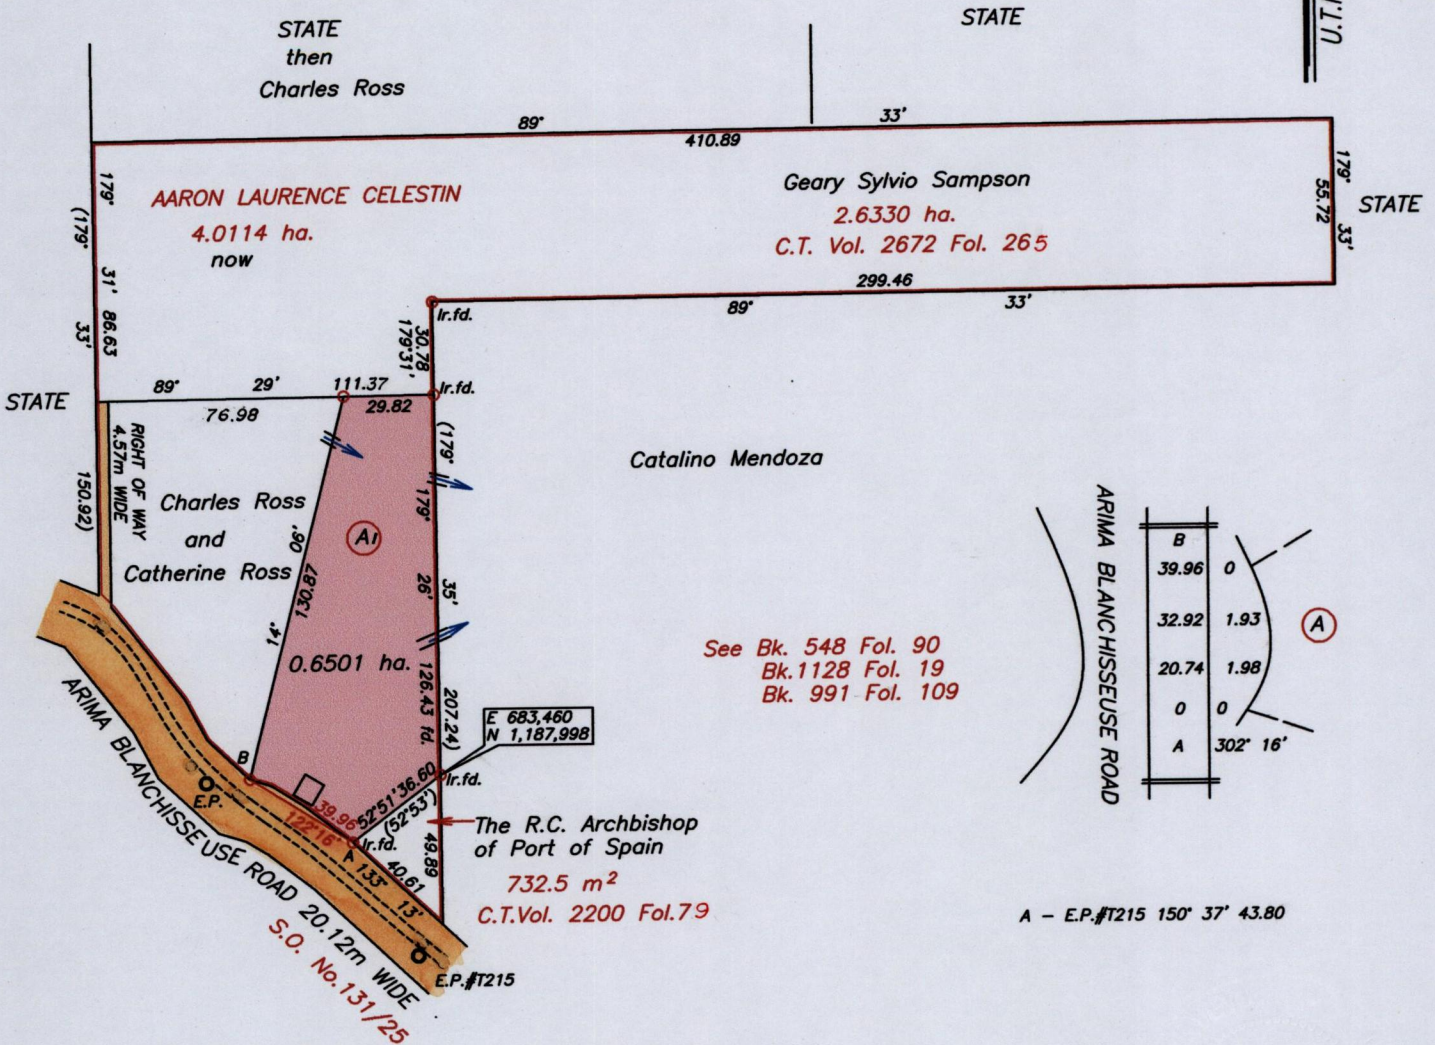 STATE
then
Charles Ross
STATE
U.T.
89° 33'
410.89
AARON LAURENCE CELESTIN
4.0114 ha.
now
Geary Sylvio Sampson
2.6330 ha.
C.T. Vol. 2672 Fol. 265
179° 33'
55.72
STATE
179° 31' 86.63
(179° 33' 150.92)
299.46
89° 33'
Ir.fd.
30.78
179°31'
Ir.fd.
STATE
89° 29' 111.37
76.98
29.82
RIGHT OF WAY
4.57m WIDE
Charles Ross
and
Catherine Ross
14° 06'
130.87
A1
0.6501 ha.
179° 26' 126.43 fd.
(179° 35' 207.24)
Catalino Mendoza
See Bk. 548 Fol. 90
Bk.1128 Fol. 19
Bk. 991 Fol. 109
E 683,460
N 1,187,998
Ir.fd.
52°51'36.60
(52°53')
B
39.96
122°16'
A
Ir.fd.
133° 13'
40.61
49.89
The R.C. Archbishop
of Port of Spain
732.5 m²
C.T.Vol. 2200 Fol.79
E.P.
E.P.#T215
ARIMA BLANCHISSEUSE ROAD 20.12m WIDE
S.O. No.131/25
ARIMA BLANCHISSEUSE ROAD
B
39.96 0
32.92 1.93
20.74 1.98
0 0
A 302° 16'
A
A - E.P.#T215 150° 37' 43.80